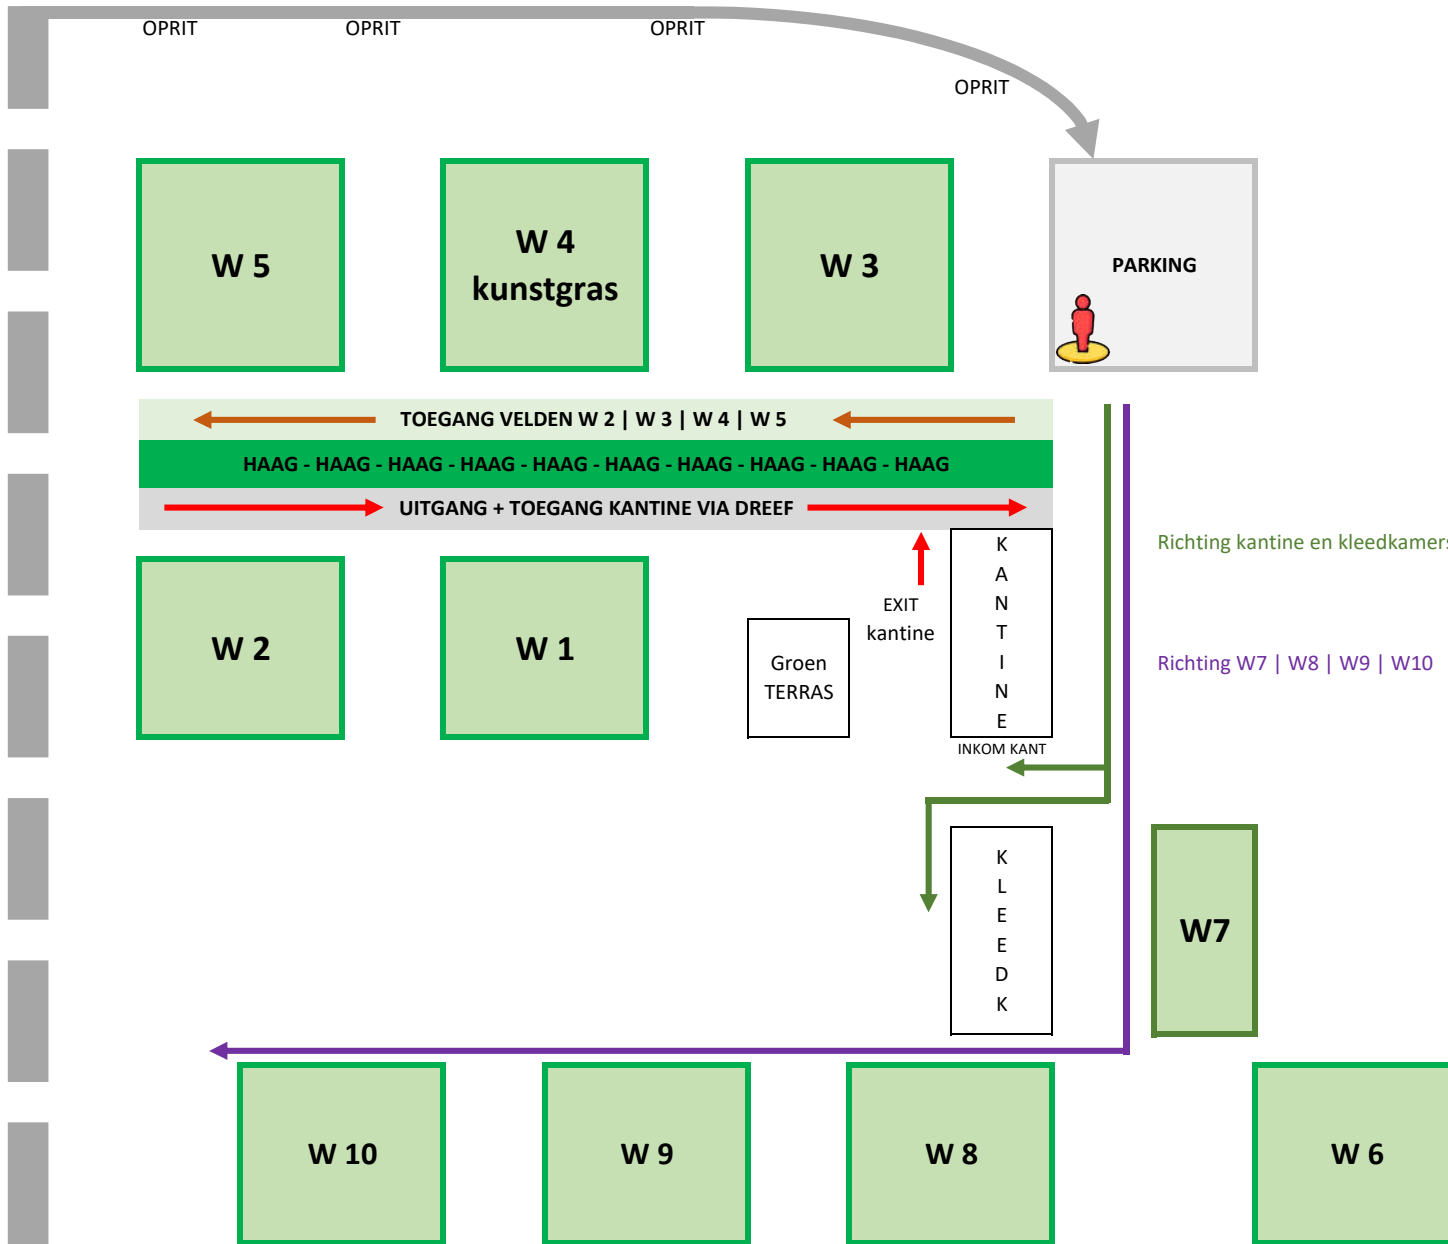 OPRIT
OPRIT
OPRIT
OPRIT
W 5
W 4
kunstgras
W 3
PARKING
TOEGANG VELDEN W 2 | W 3 | W 4 | W 5
HAAG - HAAG - HAAG - HAAG - HAAG - HAAG - HAAG - HAAG - HAAG - HAAG
UITGANG + TOEGANG KANTINE VIA DREEF
K
A
N
T
I
N
E
Richting kantine en kleedkamers
EXIT
kantine
W 2
W 1
Groen
TERRAS
Richting W7 | W8 | W9 | W10
INKOM KANT
K
L
E
E
D
K
W7
W 10
W 9
W 8
W 6